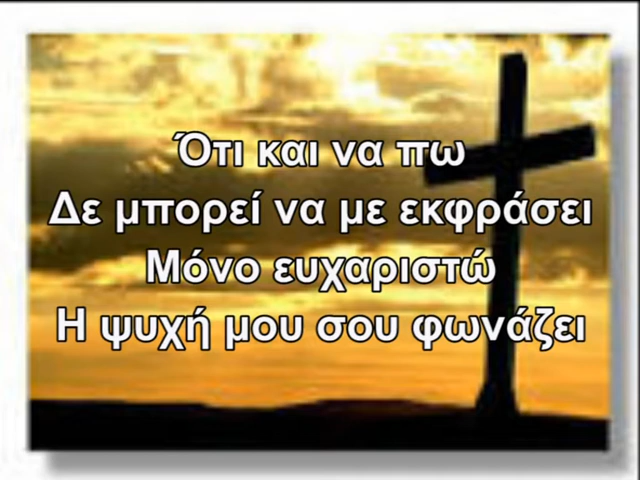 Ότι και να πω
Δε μπορεί να με εκφράσει
Μόνο ευχαριστώ
Η ψυχή μου σου φωνάζει